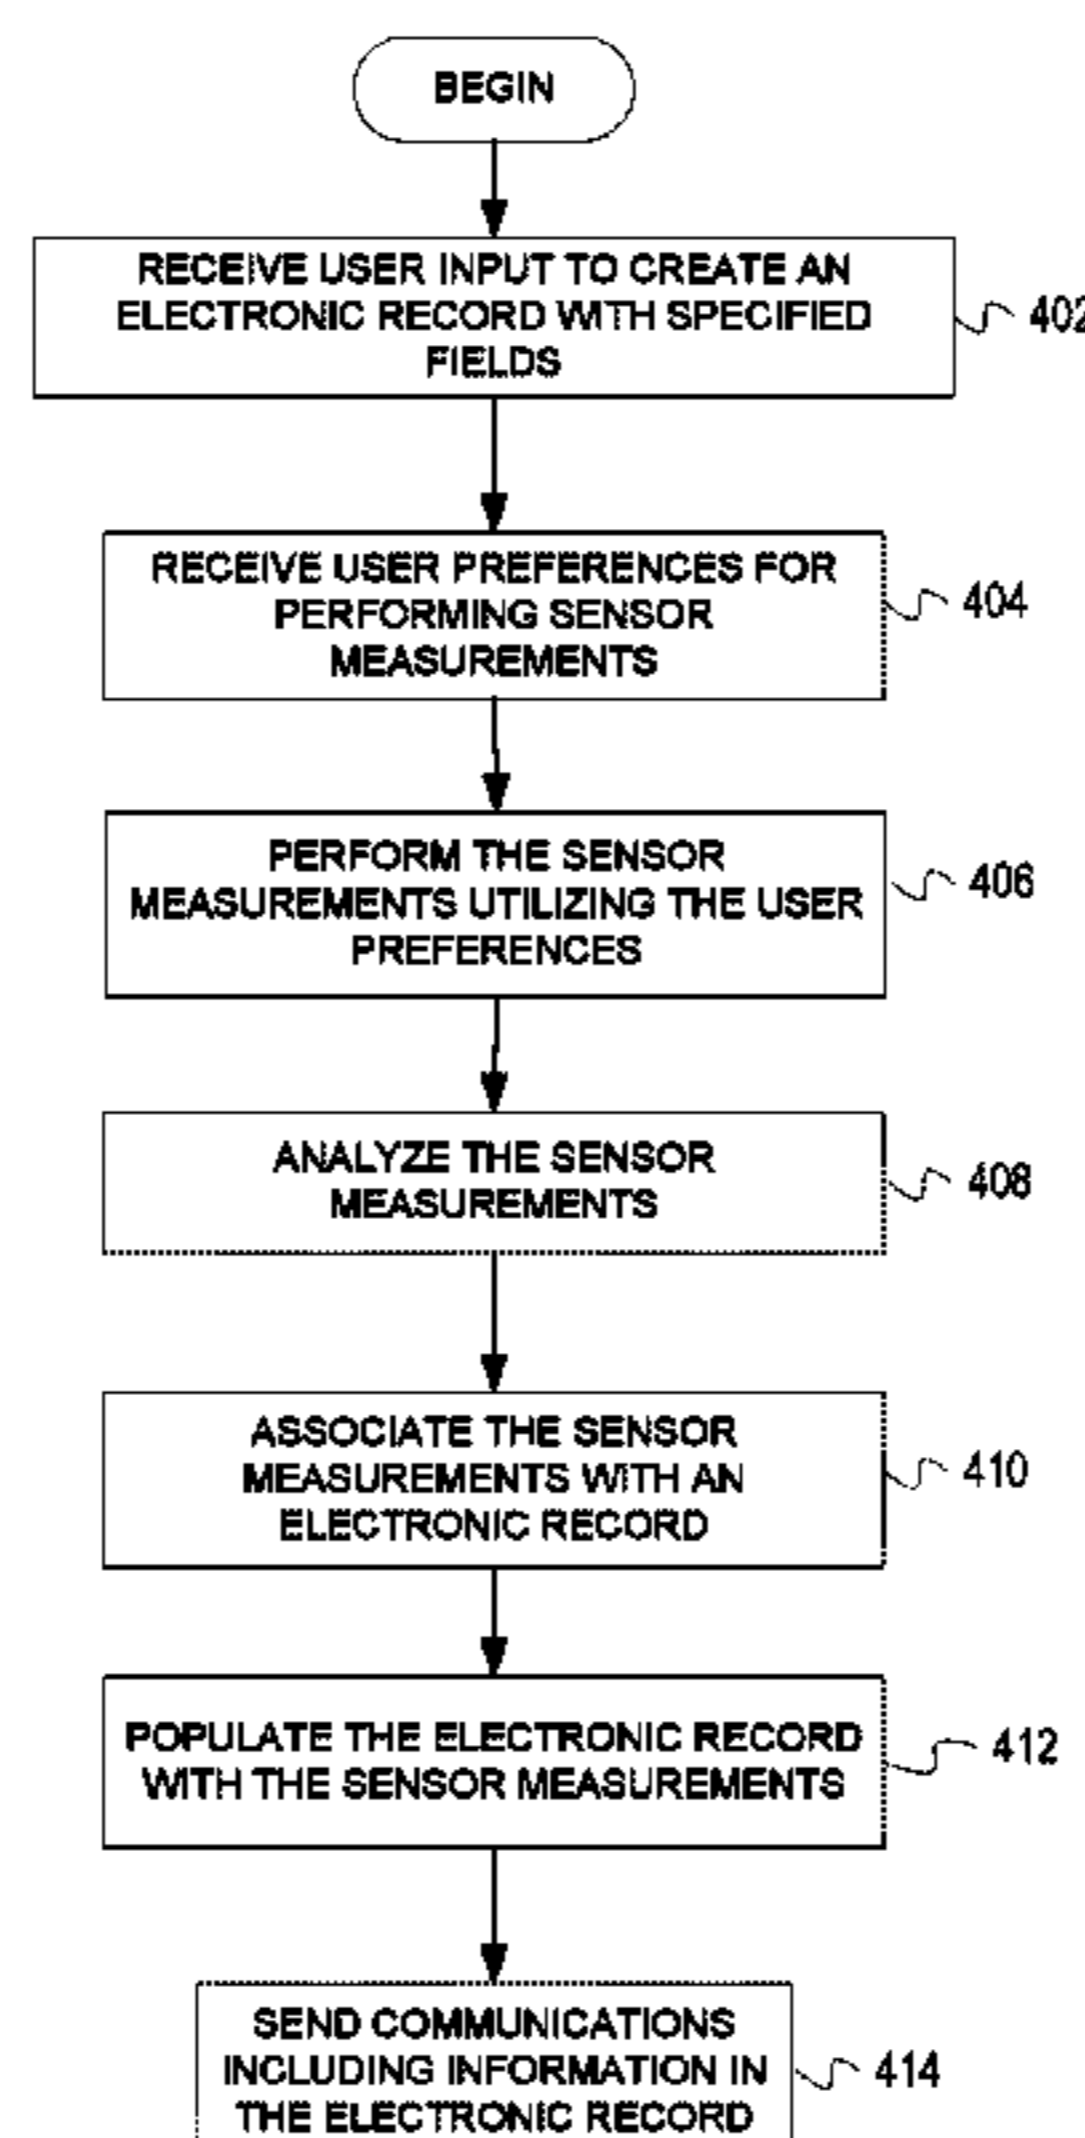 BEGIN
RECEIVE USER INPUT TO CREATE AN
ELECTRONIC RECORD WITH SPECIFIED
FIELDS
402
RECEIVE USER PREFERENCES FOR
PERFORMING SENSOR
MEASUREMENTS
404
PERFORM THE SENSOR
MEASUREMENTS UTILIZING THE USER
PREFERENCES
406
ANALYZE THE SENSOR
MEASUREMENTS
408
ASSOCIATE THE SENSOR
MEASUREMENTS WITH AN
ELECTRONIC RECORD
410
POPULATE THE ELECTRONIC RECORD
WITH THE SENSOR MEASUREMENTS
412
SEND COMMUNICATIONS
INCLUDING INFORMATION IN
THE ELECTRONIC RECORD
414